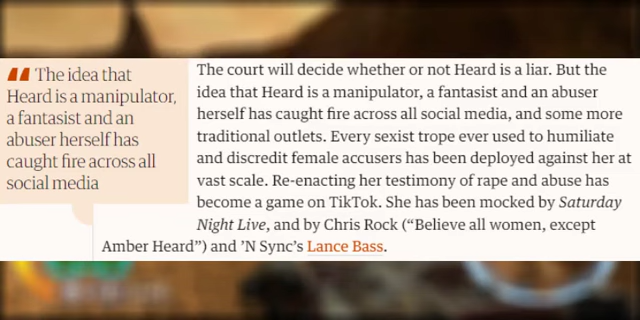 The idea that
Heard is a manipulator,
a fantasist and an
abuser herself has
caught fire across all
social media
The court will decide whether or not Heard is a liar. But the
idea that Heard is a manipulator, a fantasist and an abuser
herself has caught fire across all social media, and some more
traditional outlets. Every sexist trope ever used to humiliate
and discredit female accusers has been deployed against her at
vast scale. Re-enacting her testimony of rape and abuse has
become a game on TikTok. She has been mocked by Saturday
Night Live, and by Chris Rock (“Believe all women, except
Amber Heard”) and ’N Sync’s Lance Bass.